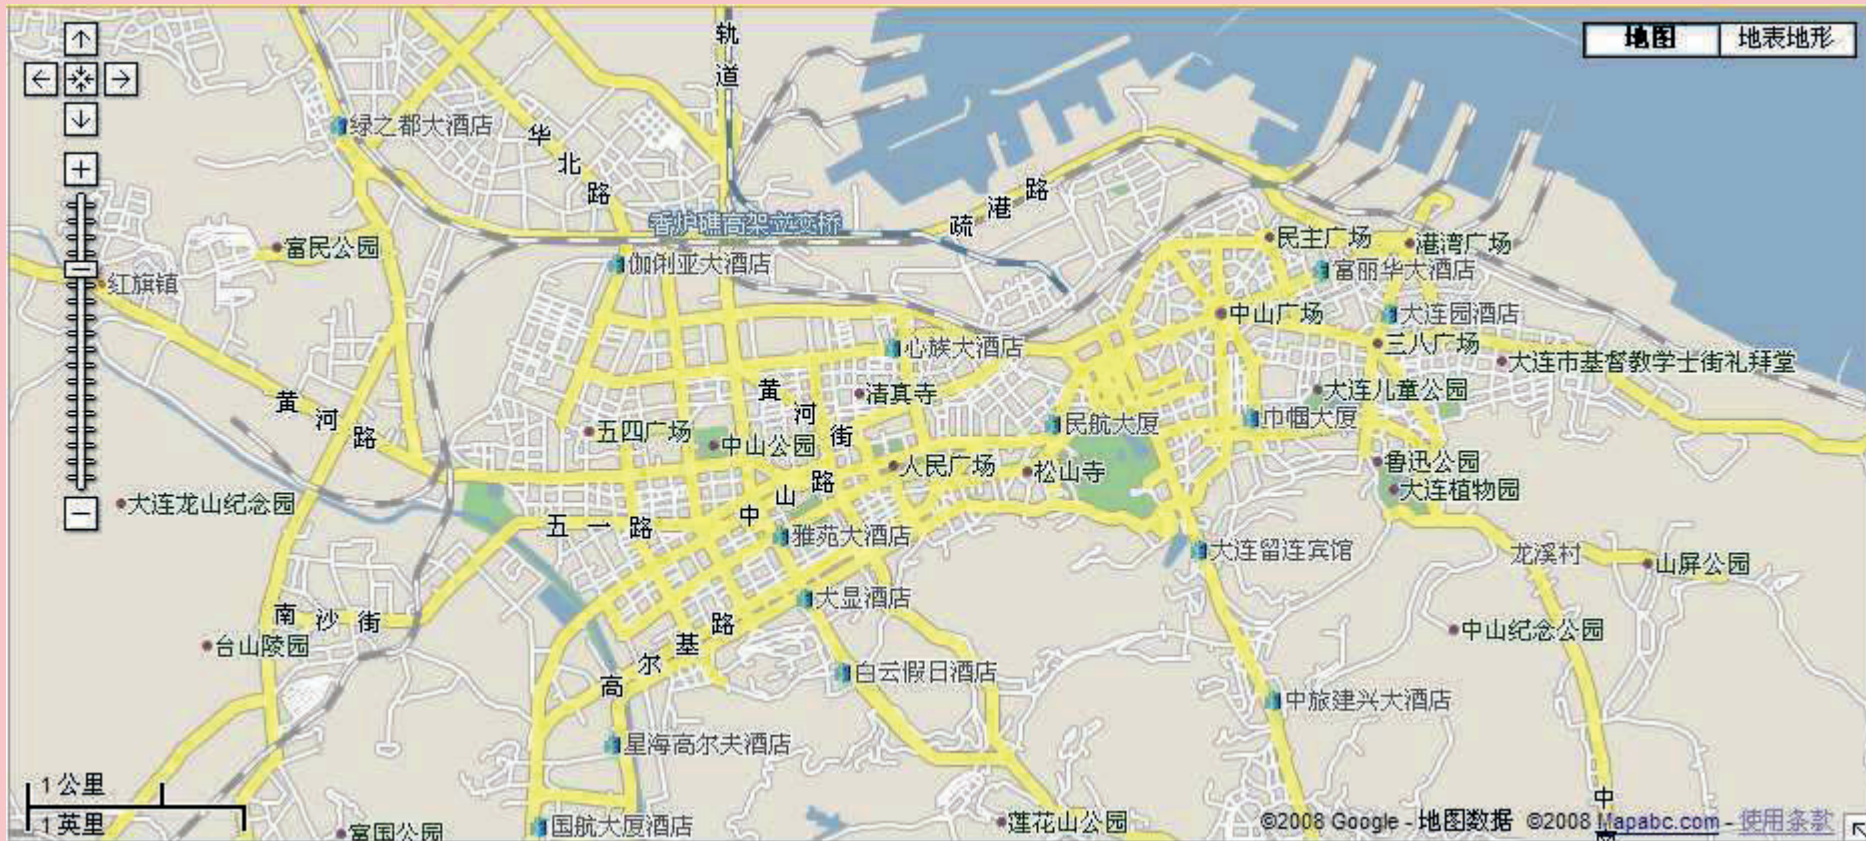 地图
地表地形
轨道
绿之都大酒店
华北路
疏港路
香炉礁高架立交桥
富民公园
民主广场
港湾广场
伽俐亚大酒店
富丽华大酒店
红旗镇
中山广场
大连园酒店
心族大酒店
三八广场
大连市基督教学士街礼拜堂
黄河路
黄河街
清真寺
大连儿童公园
民航大厦
巾帼大厦
五四广场
中山公园
人民广场
松山寺
鲁迅公园
大连植物园
大连龙山纪念园
中山路
五一路
雅苑大酒店
大连留连宾馆
龙溪村
山屏公园
大显酒店
南沙街
台山陵园
高尔基路
中山纪念公园
白云假日酒店
中旅建兴大酒店
星海高尔夫酒店
1 公里
1 英里
富国公园
国航大厦酒店
莲花山公园
中
©2008 Google - 地图数据 ©2008 Mapabc.com - 使用条款